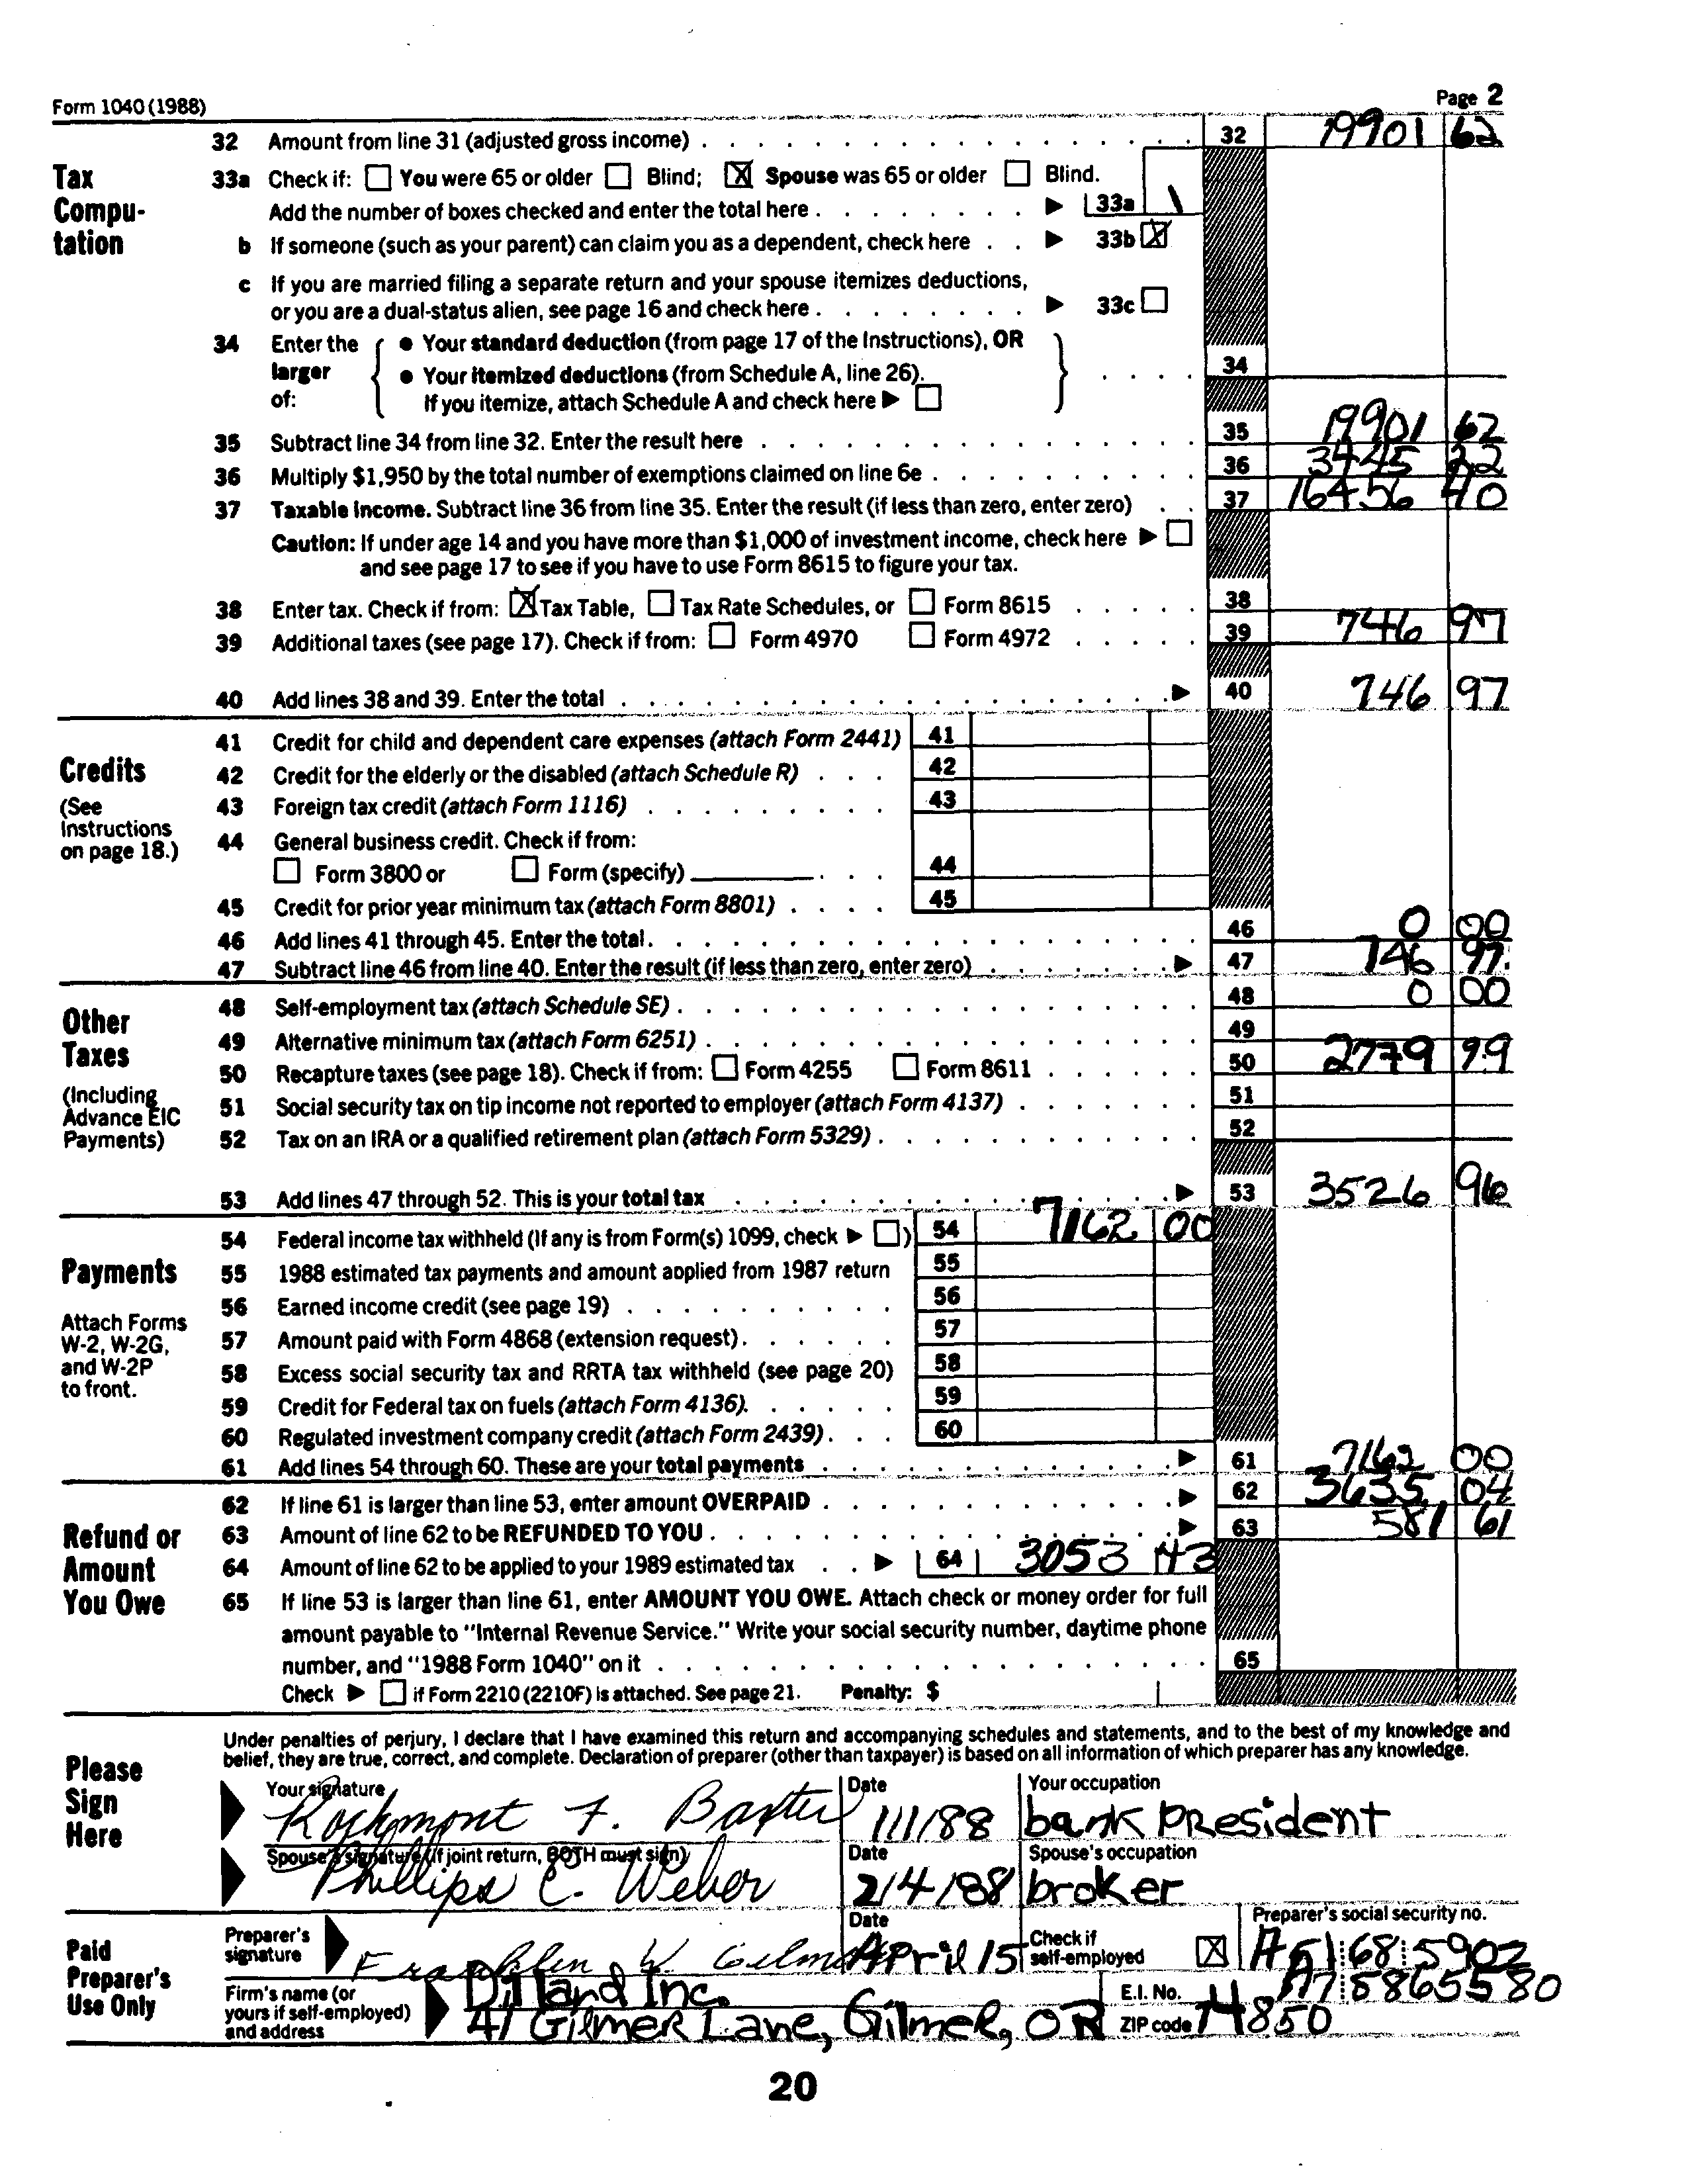 Form 1040 (1988) Page 2
32 Amount from line 31 (adjusted gross income) . . . 32 19901 62
Tax Compu-tation
33a Check if: ☐ You were 65 or older ☐ Blind; ☒ Spouse was 65 or older ☐ Blind.
Add the number of boxes checked and enter the total here . . . ▶ 33a 1
b If someone (such as your parent) can claim you as a dependent, check here . . ▶ 33b ☒
c If you are married filing a separate return and your spouse itemizes deductions,
or you are a dual-status alien, see page 16 and check here . . . ▶ 33c ☐
34 Enter the larger of: { ● Your standard deduction (from page 17 of the Instructions), OR
● Your itemized deductions (from Schedule A, line 26). } . . . . 34
If you itemize, attach Schedule A and check here ▶ ☐
35 Subtract line 34 from line 32. Enter the result here . . . 35 19901 62
36 Multiply $1,950 by the total number of exemptions claimed on line 6e . . . 36 3445 22
37 Taxable income. Subtract line 36 from line 35. Enter the result (if less than zero, enter zero) . . 37 16456 40
Caution: If under age 14 and you have more than $1,000 of investment income, check here ▶ ☐
and see page 17 to see if you have to use Form 8615 to figure your tax.
38 Enter tax. Check if from: ☒ Tax Table, ☐ Tax Rate Schedules, or ☐ Form 8615 . . . . . 38
39 Additional taxes (see page 17). Check if from: ☐ Form 4970 ☐ Form 4972 . . . . . 39 746 97
40 Add lines 38 and 39. Enter the total . . . ▶ 40 746 97
Credits
(See Instructions on page 18.)
41 Credit for child and dependent care expenses (attach Form 2441) 41
42 Credit for the elderly or the disabled (attach Schedule R) . . . 42
43 Foreign tax credit (attach Form 1116) . . . 43
44 General business credit. Check if from:
☐ Form 3800 or ☐ Form (specify) . . . 44
45 Credit for prior year minimum tax (attach Form 8801) . . . . 45
46 Add lines 41 through 45. Enter the total . . . 46 0 00
47 Subtract line 46 from line 40. Enter the result (if less than zero, enter zero) . . . ▶ 47 746 97
Other Taxes
(Including Advance EIC Payments)
48 Self-employment tax (attach Schedule SE) . . . 48 0 00
49 Alternative minimum tax (attach Form 6251) . . . 49
50 Recapture taxes (see page 18). Check if from: ☐ Form 4255 ☐ Form 8611 . . . 50 2779 99
51 Social security tax on tip income not reported to employer (attach Form 4137) . . . 51
52 Tax on an IRA or a qualified retirement plan (attach Form 5329) . . . 52
53 Add lines 47 through 52. This is your total tax . . . ▶ 53 3526 96
Payments
Attach Forms W-2, W-2G, and W-2P to front.
54 Federal income tax withheld (If any is from Form(s) 1099, check ▶ ☐) 54 7162 00
55 1988 estimated tax payments and amount applied from 1987 return 55
56 Earned income credit (see page 19) . . . 56
57 Amount paid with Form 4868 (extension request) . . . 57
58 Excess social security tax and RRTA tax withheld (see page 20) 58
59 Credit for Federal tax on fuels (attach Form 4136) . . . 59
60 Regulated investment company credit (attach Form 2439) . . . 60
61 Add lines 54 through 60. These are your total payments . . . ▶ 61 7162 00
Refund or Amount You Owe
62 If line 61 is larger than line 53, enter amount OVERPAID . . . ▶ 62 3635 04
63 Amount of line 62 to be REFUNDED TO YOU . . . ▶ 63 581 61
64 Amount of line 62 to be applied to your 1989 estimated tax . . ▶ 64 3053 43
65 If line 53 is larger than line 61, enter AMOUNT YOU OWE. Attach check or money order for full
amount payable to "Internal Revenue Service." Write your social security number, daytime phone
number, and "1988 Form 1040" on it . . . 65
Check ▶ ☐ if Form 2210 (2210F) is attached. See page 21. Penalty: $
Please Sign Here
Under penalties of perjury, I declare that I have examined this return and accompanying schedules and statements, and to the best of my knowledge and
belief, they are true, correct, and complete. Declaration of preparer (other than taxpayer) is based on all information of which preparer has any knowledge.
Your signature Date Your occupation
Rockmont F. Baxter 1/1/88 bank President
Spouse's signature (if joint return, BOTH must sign) Date Spouse's occupation
Phillips C. Weber 2/4/88 broker
Paid Preparer's Use Only
Preparer's signature Franklin W. Date April 15 Check if self-employed ☒ Preparer's social security no. A51 68 5902
Firm's name (or yours if self-employed) and address Dilland Inc. E.I. No. A7 5865580
41 Gilmer Lane, Gilmer, OR ZIP code 74850
20